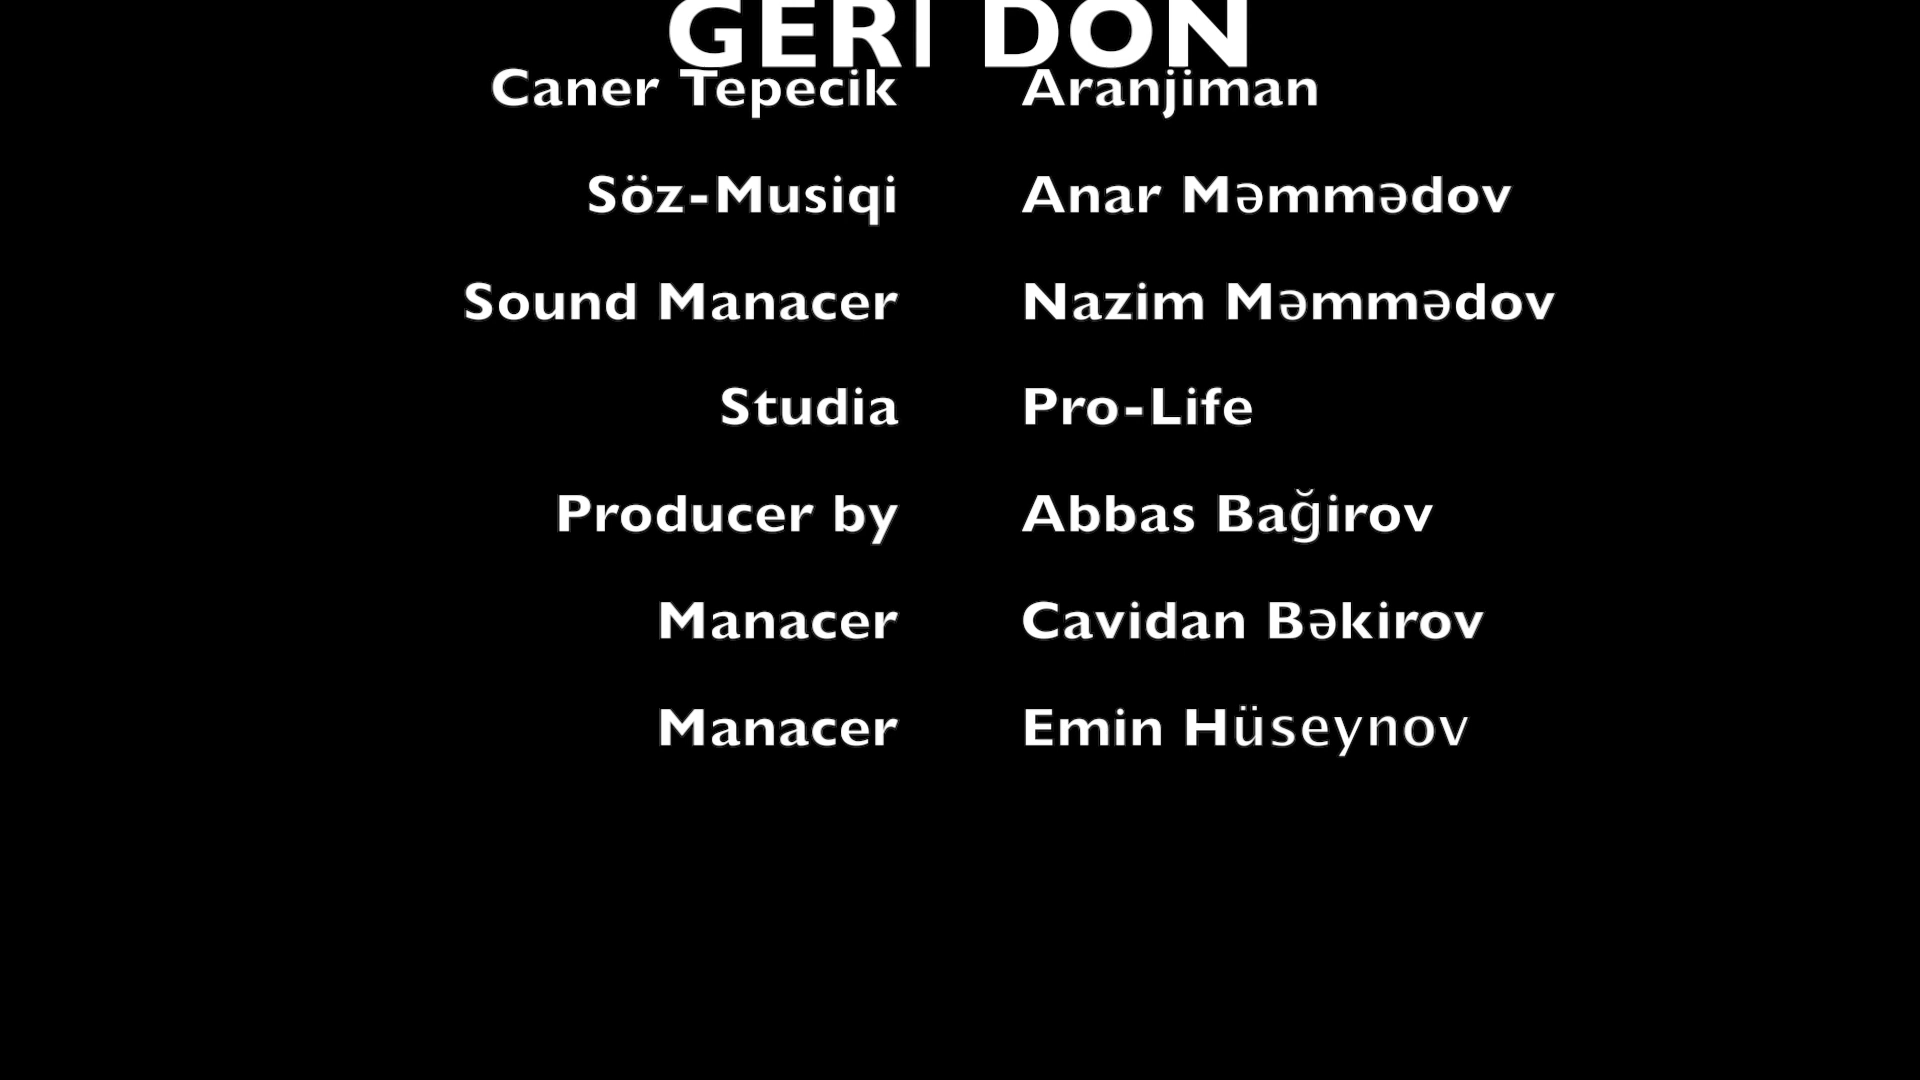 GERİ DÖN
Caner Tepecik Aranjiman
Söz-Musiqi Anar Məmmədov
Sound Manacer Nazim Məmmədov
Studia Pro-Life
Producer by Abbas Bağirov
Manacer Cavidan Bəkirov
Manacer Emin Hüseynov